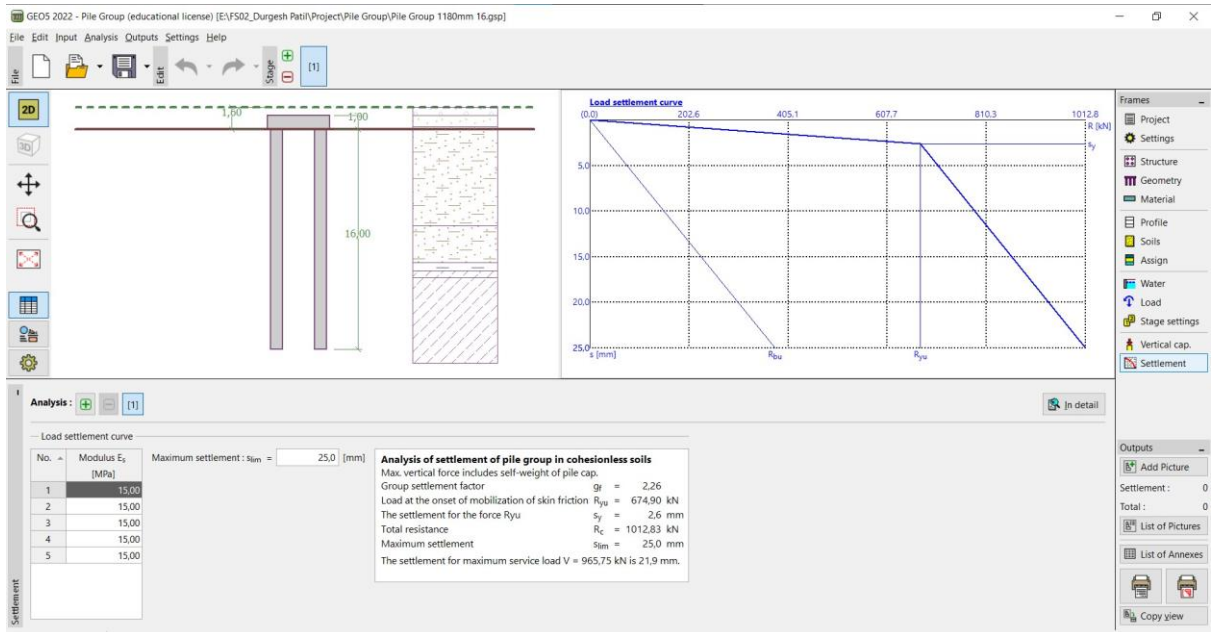 GEO5 2022 - Pile Group (educational license) [E:\FS02_Durgesh Patil\Project\Pile Group\Pile Group 1180mm 16.gsp]
File Edit Input Analysis Outputs Settings Help
File
Edit
Stage
[1]
2D
3D
1,60
1,00
16,00
Load settlement curve
(0.0) 202.6 405.1 607.7 810.3 1012.8
R [kN]
sy
5.0
10.0
15.0
20.0
25.0
s [mm]
Rbu
Ryu
Frames
Project
Settings
Structure
Geometry
Material
Profile
Soils
Assign
Water
Load
Stage settings
Vertical cap.
Settlement
Analysis : [1]
In detail
Load settlement curve
No. Modulus Es
[MPa]
1 15,00
2 15,00
3 15,00
4 15,00
5 15,00
Maximum settlement : slim = 25,0 [mm]
Analysis of settlement of pile group in cohesionless soils
Max. vertical force includes self-weight of pile cap.
Group settlement factor gf = 2,26
Load at the onset of mobilization of skin friction Ryu = 674,90 kN
The settlement for the force Ryu sy = 2,6 mm
Total resistance Rc = 1012,83 kN
Maximum settlement slim = 25,0 mm
The settlement for maximum service load V = 965,75 kN is 21,9 mm.
Settlement
Outputs
Add Picture
Settlement : 0
Total : 0
List of Pictures
List of Annexes
Copy view